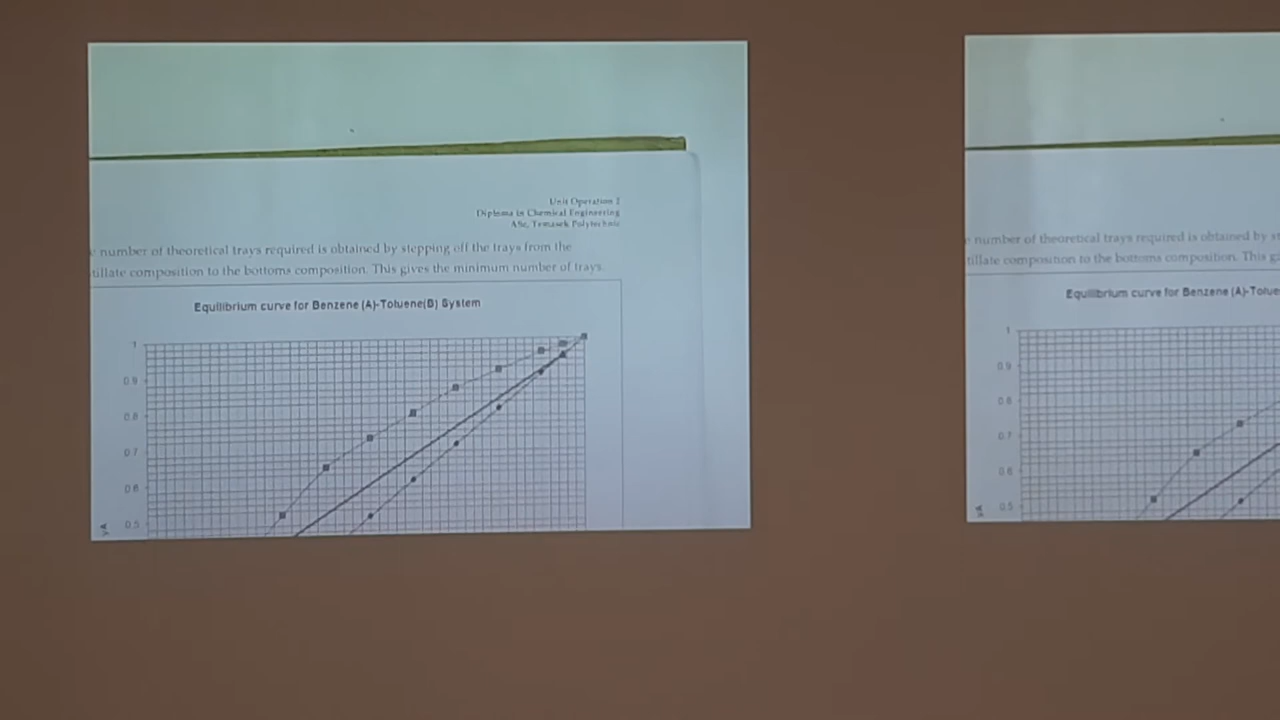 Unit Operation 2
Diploma in Chemical Engineering
ASc, Temasek Polytechnic
number of theoretical trays required is obtained by stepping off the trays from the
tillate composition to the bottoms composition. This gives the minimum number of trays.
Equilibrium curve for Benzene (A)-Toluene(B) System
1
0.9
0.8
0.7
0.6
0.5
yA
number of theoretical trays required is obtained by st
tillate composition to the bottoms composition. This g
Equilibrium curve for Benzene (A)-Tolue
1
0.9
0.8
0.7
0.6
0.5
yA